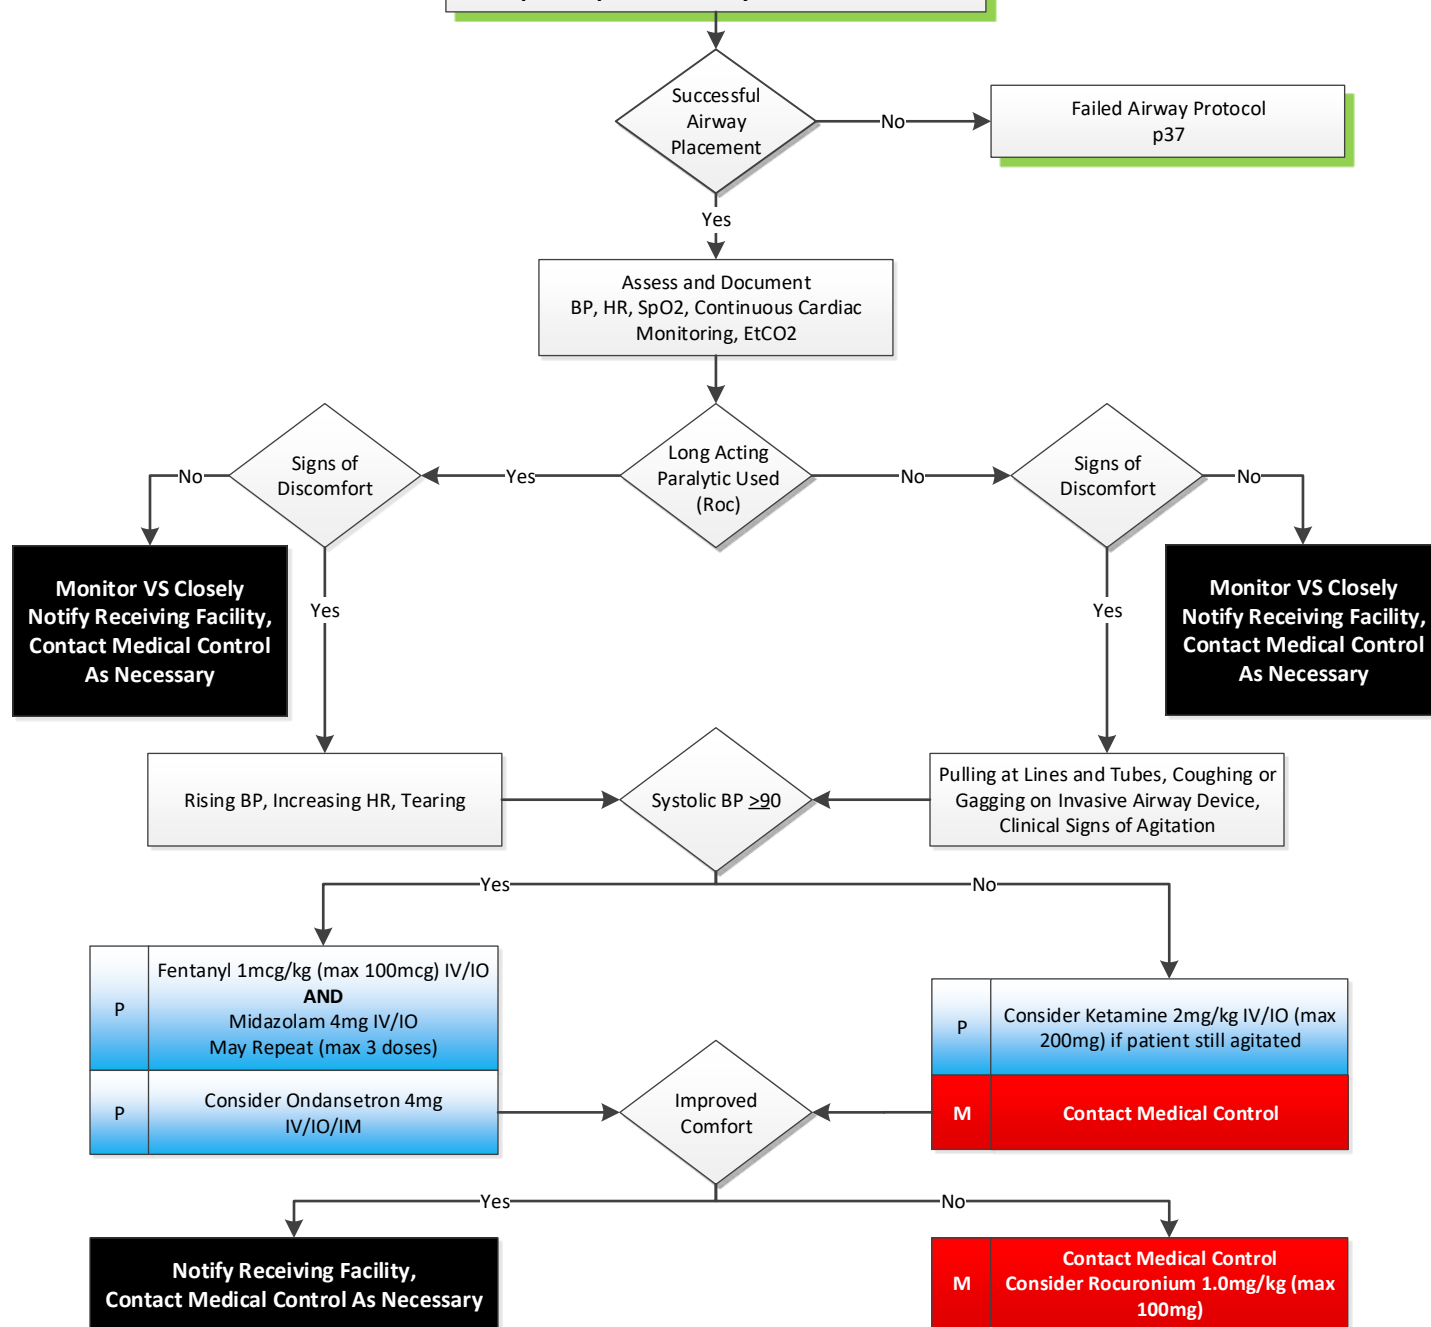 Successful
Airway
Placement
No
Failed Airway Protocol
p37
Yes
Assess and Document
BP, HR, SpO2, Continuous Cardiac
Monitoring, EtCO2
Signs of
Discomfort
No
Yes
Long Acting
Paralytic Used
(Roc)
No
Signs of
Discomfort
No
Monitor VS Closely
Notify Receiving Facility,
Contact Medical Control
As Necessary
Yes
Yes
Monitor VS Closely
Notify Receiving Facility,
Contact Medical Control
As Necessary
Rising BP, Increasing HR, Tearing
Systolic BP >90
Pulling at Lines and Tubes, Coughing or
Gagging on Invasive Airway Device,
Clinical Signs of Agitation
Yes
No
P
Fentanyl 1mcg/kg (max 100mcg) IV/IO
AND
Midazolam 4mg IV/IO
May Repeat (max 3 doses)
P
Consider Ondansetron 4mg
IV/IO/IM
Improved
Comfort
P
Consider Ketamine 2mg/kg IV/IO (max
200mg) if patient still agitated
M
Contact Medical Control
Yes
No
Notify Receiving Facility,
Contact Medical Control As Necessary
M
Contact Medical Control
Consider Rocuronium 1.0mg/kg (max
100mg)